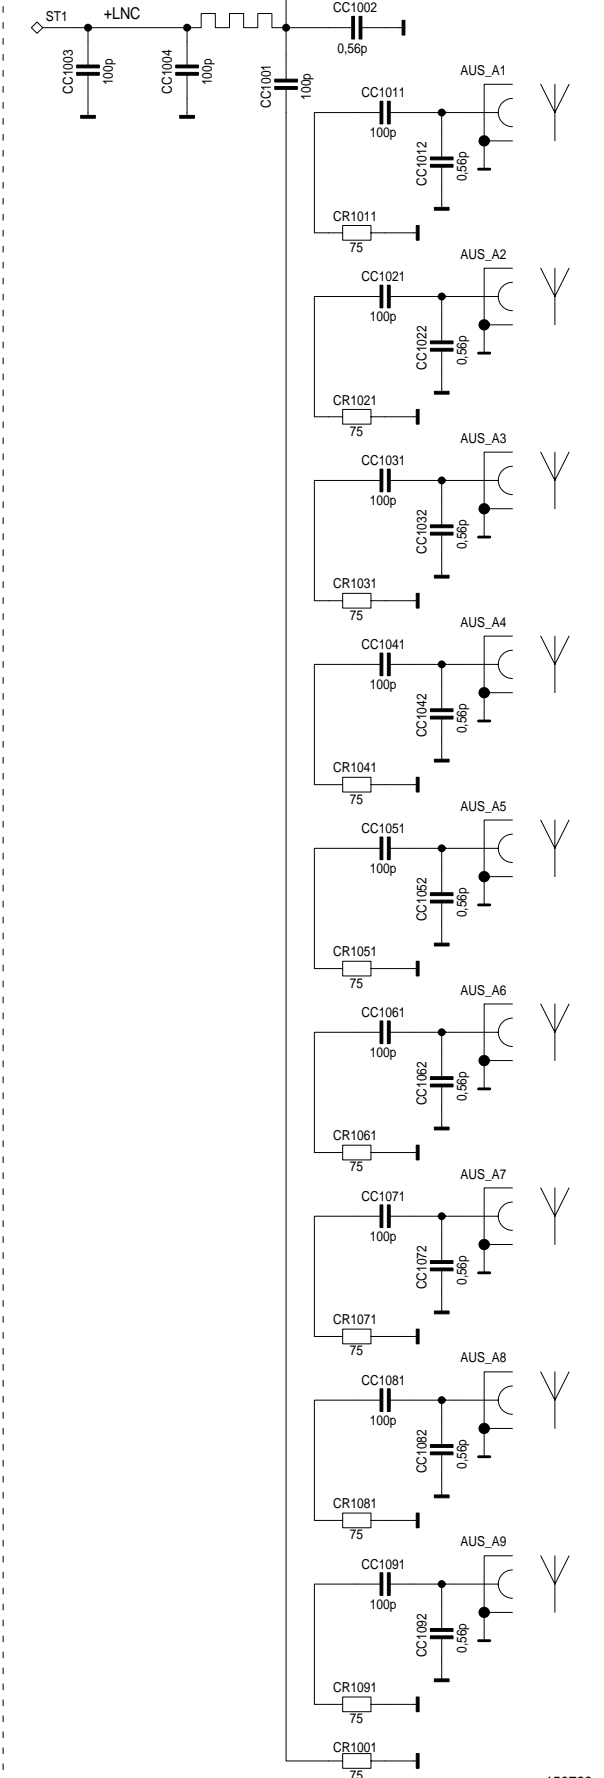 ST1
+LNC
CC1002
0,56p
CC1003
100p
CC1004
100p
CC1001
100p
AUS_A1
CC1011
100p
CC1012
0,56p
CR1011
75
AUS_A2
CC1021
100p
CC1022
0,56p
CR1021
75
AUS_A3
CC1031
100p
CC1032
0,56p
CR1031
75
AUS_A4
CC1041
100p
CC1042
0,56p
CR1041
75
AUS_A5
CC1051
100p
CC1052
0,56p
CR1051
75
AUS_A6
CC1061
100p
CC1062
0,56p
CR1061
75
AUS_A7
CC1071
100p
CC1072
0,56p
CR1071
75
AUS_A8
CC1081
100p
CC1082
0,56p
CR1081
75
AUS_A9
CC1091
100p
CC1092
0,56p
CR1091
75
CR1001
75